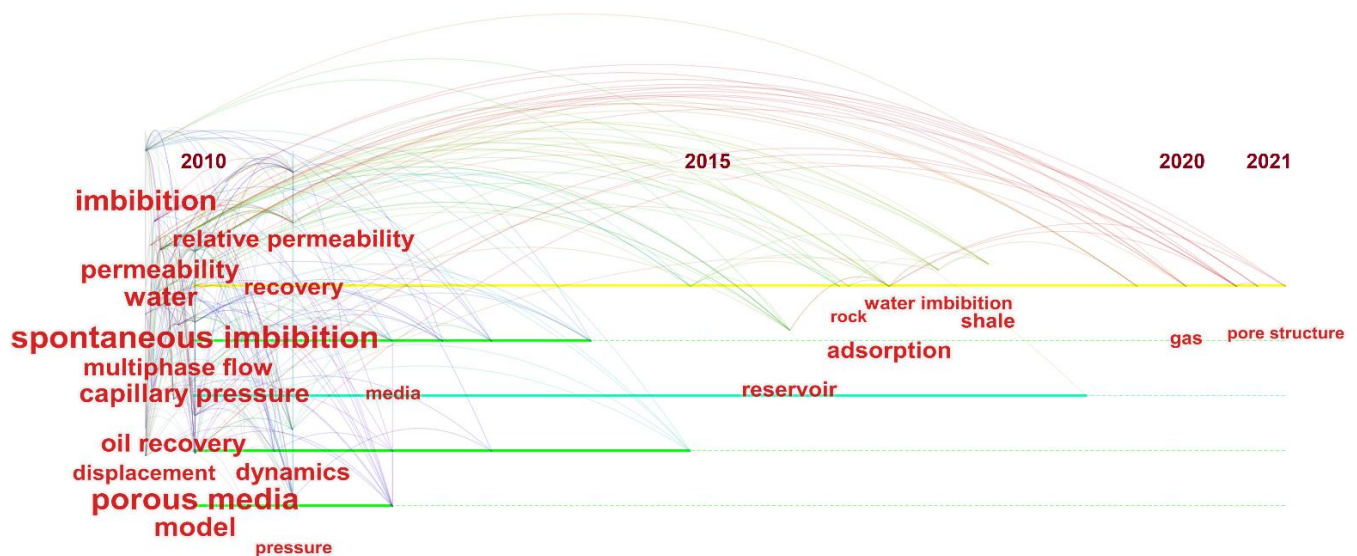 2010 2015 2020 2021
imbibition
relative permeability
permeability
recovery
water
water imbibition
rock
shale
spontaneous imbibition
gas
pore structure
adsorption
multiphase flow
capillary pressure
media
reservoir
oil recovery
displacement
dynamics
porous media
model
pressure